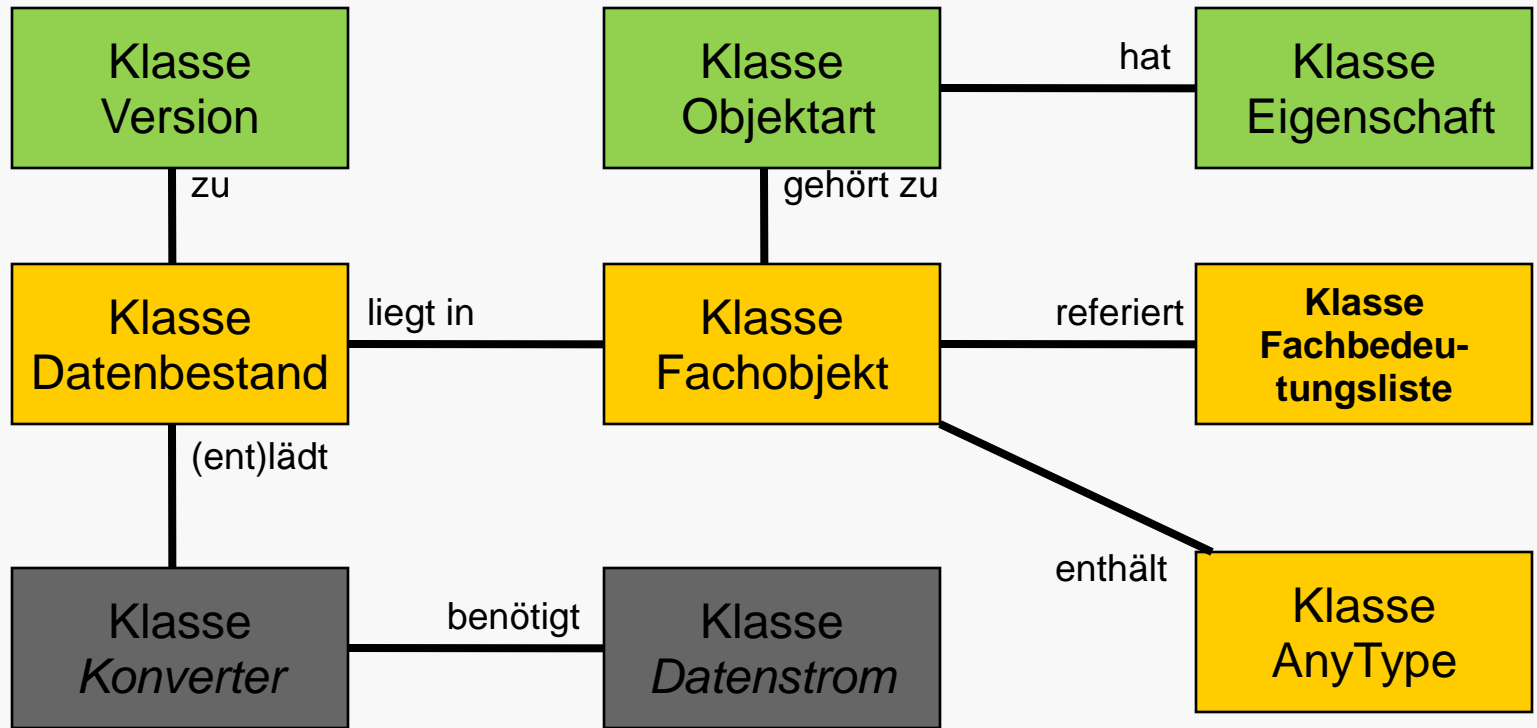 Klasse
Version
Klasse
Objektart
hat
Klasse
Eigenschaft
zu
gehört zu
Klasse
Datenbestand
liegt in
Klasse
Fachobjekt
referiert
Klasse
Fachbedeu-
tungsliste
(ent)lädt
enthält
Klasse
Konverter
benötigt
Klasse
Datenstrom
Klasse
AnyType